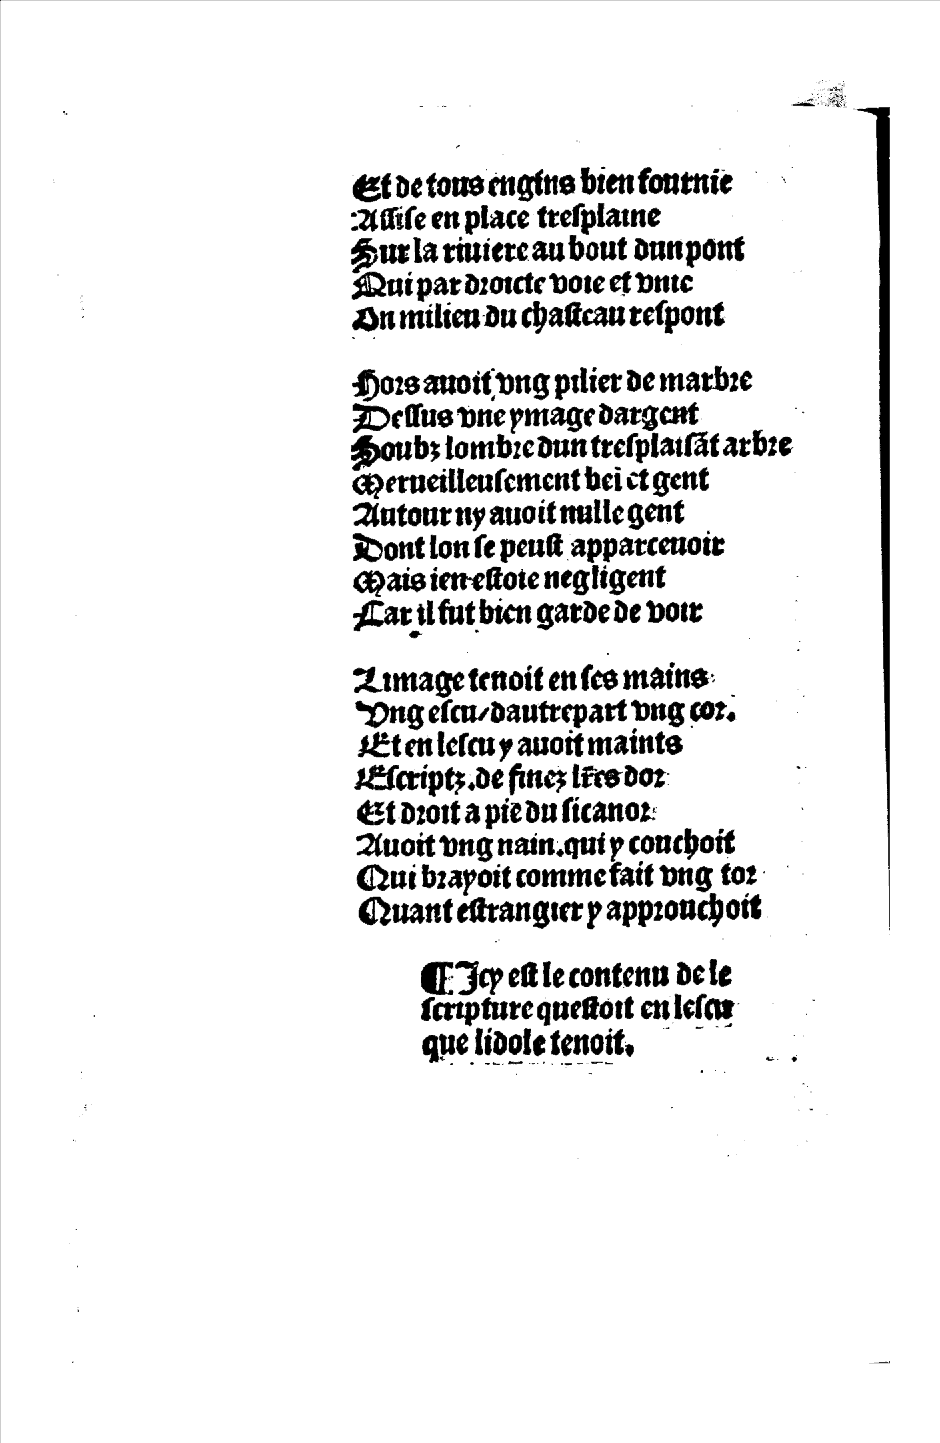 Et de tous engins bien fournie
Assise en place tresplaine
Sur la riuiere au bout dun pont
Qui par droicte voie et vnie
On milieu du chasteau respont
Hors auoit vng pilier de marbre
Dessus vne ymage dargent
Soubz lombre dun tresplaisãt arbre
Merueilleusement bel et gent
Autour ny auoit nulle gent
Dont lon se peust apparceuoir
Mais ien estoie negligent
Car il fut bien garde de voir
Limage tenoit en ses mains
Vng escu/dautrepart vng cor.
Et en lescu y auoit maints
Escriptz.de finez lr̃es dor
Et droit a pie du sicanor
Auoit vng nain.qui y couchoit
Qui brayoit comme fait vng tor
Quant estrangier y approuchoit
¶Icy est le contenu de le
scripture questoit en lescu
que lidole tenoit.